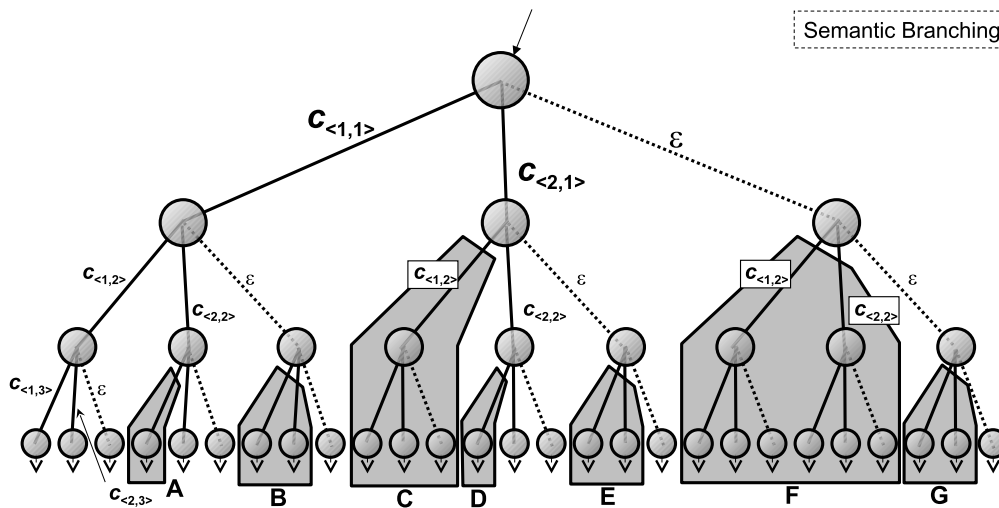 Semantic Branching
c<1,1>
ε
c<2,1>
c<1,2>
ε
c<2,2>
c<1,2>
ε
c<2,2>
c<1,2>
ε
c<2,2>
c<1,3>
ε
c<2,3>
A
B
C
D
E
F
G